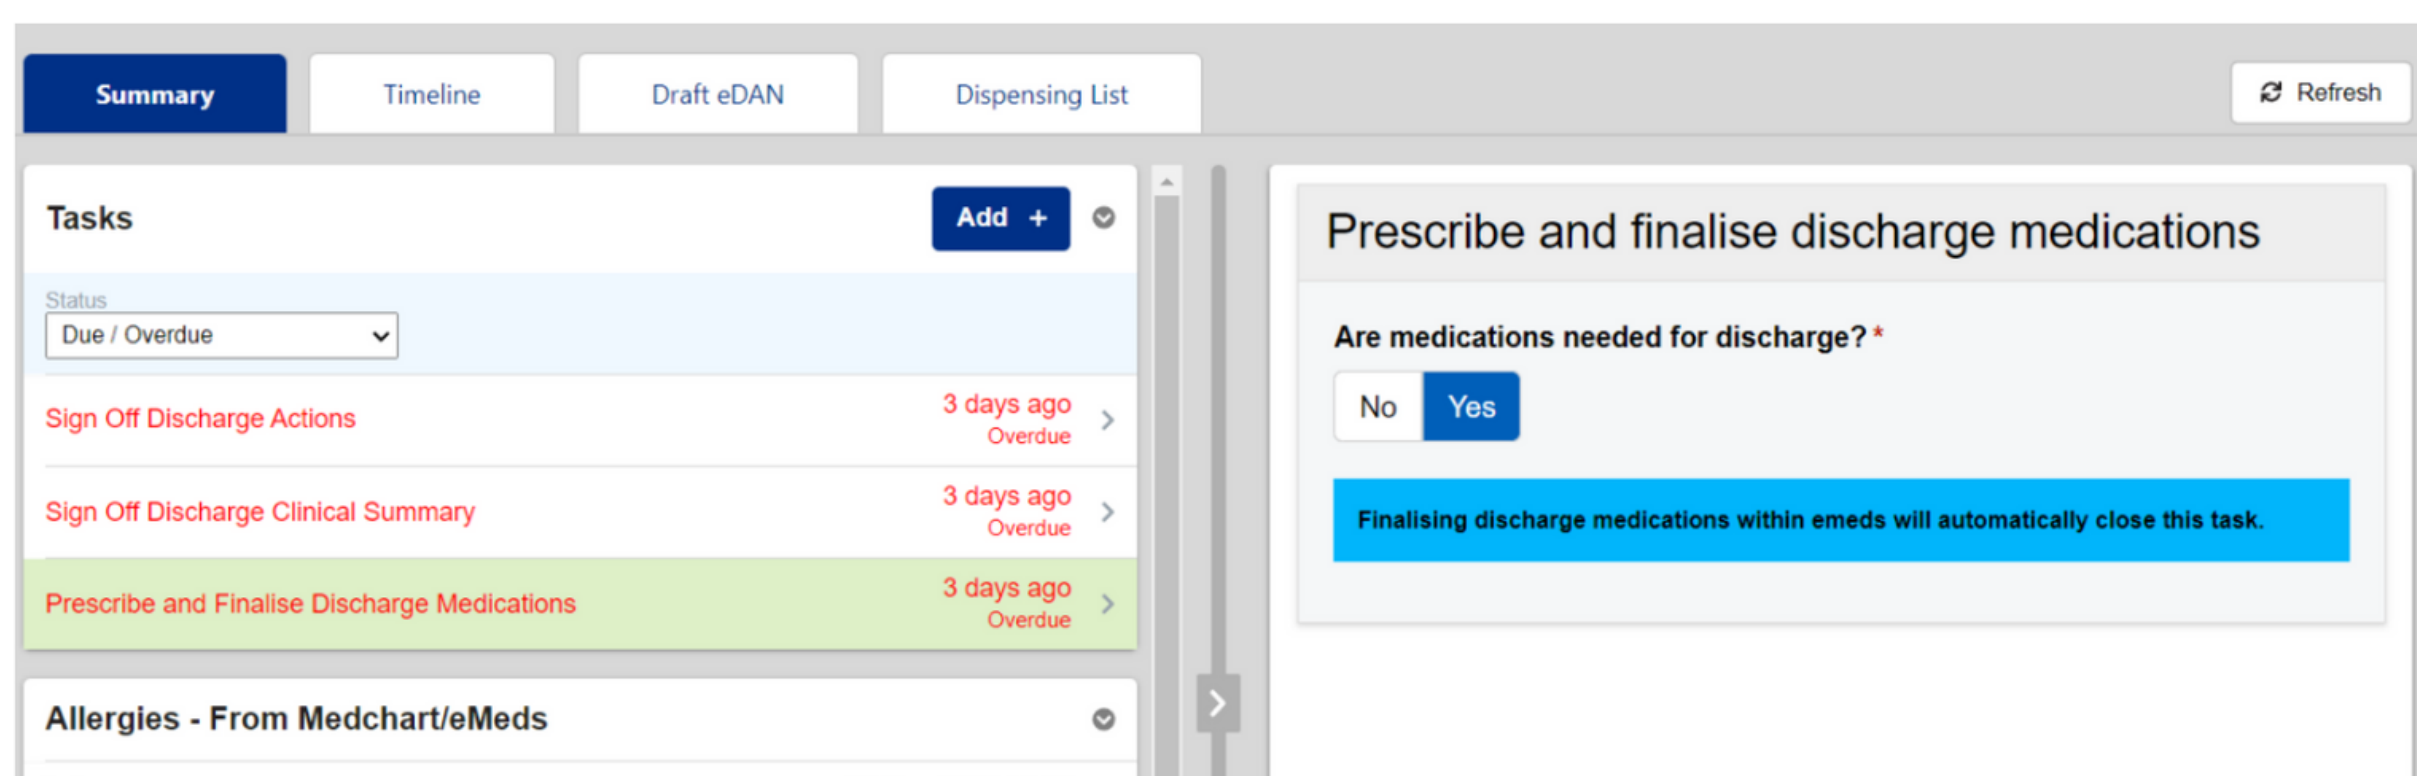 Summary
Timeline
Draft eDAN
Dispensing List
Refresh
Tasks
Add +
Status
Due / Overdue
Sign Off Discharge Actions
3 days ago
Overdue
Sign Off Discharge Clinical Summary
3 days ago
Overdue
Prescribe and Finalise Discharge Medications
3 days ago
Overdue
Allergies - From Medchart/eMeds
Prescribe and finalise discharge medications
Are medications needed for discharge? *
No
Yes
Finalising discharge medications within emeds will automatically close this task.